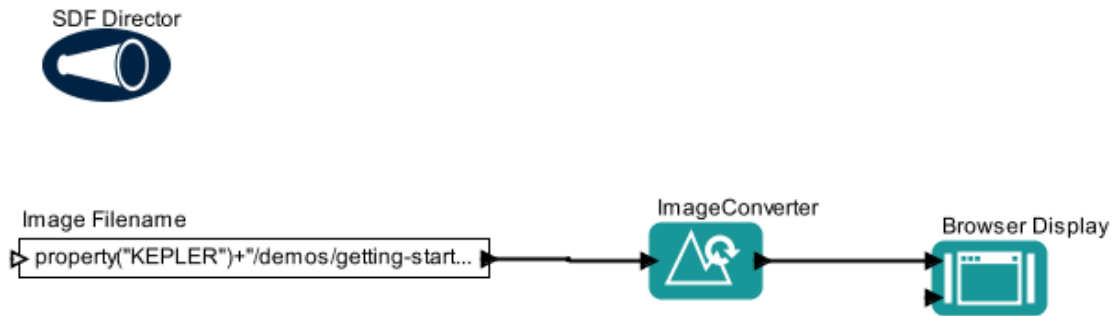 SDF Director
Image Filename
property("KEPLER")+"/demos/getting-start...
ImageConverter
Browser Display